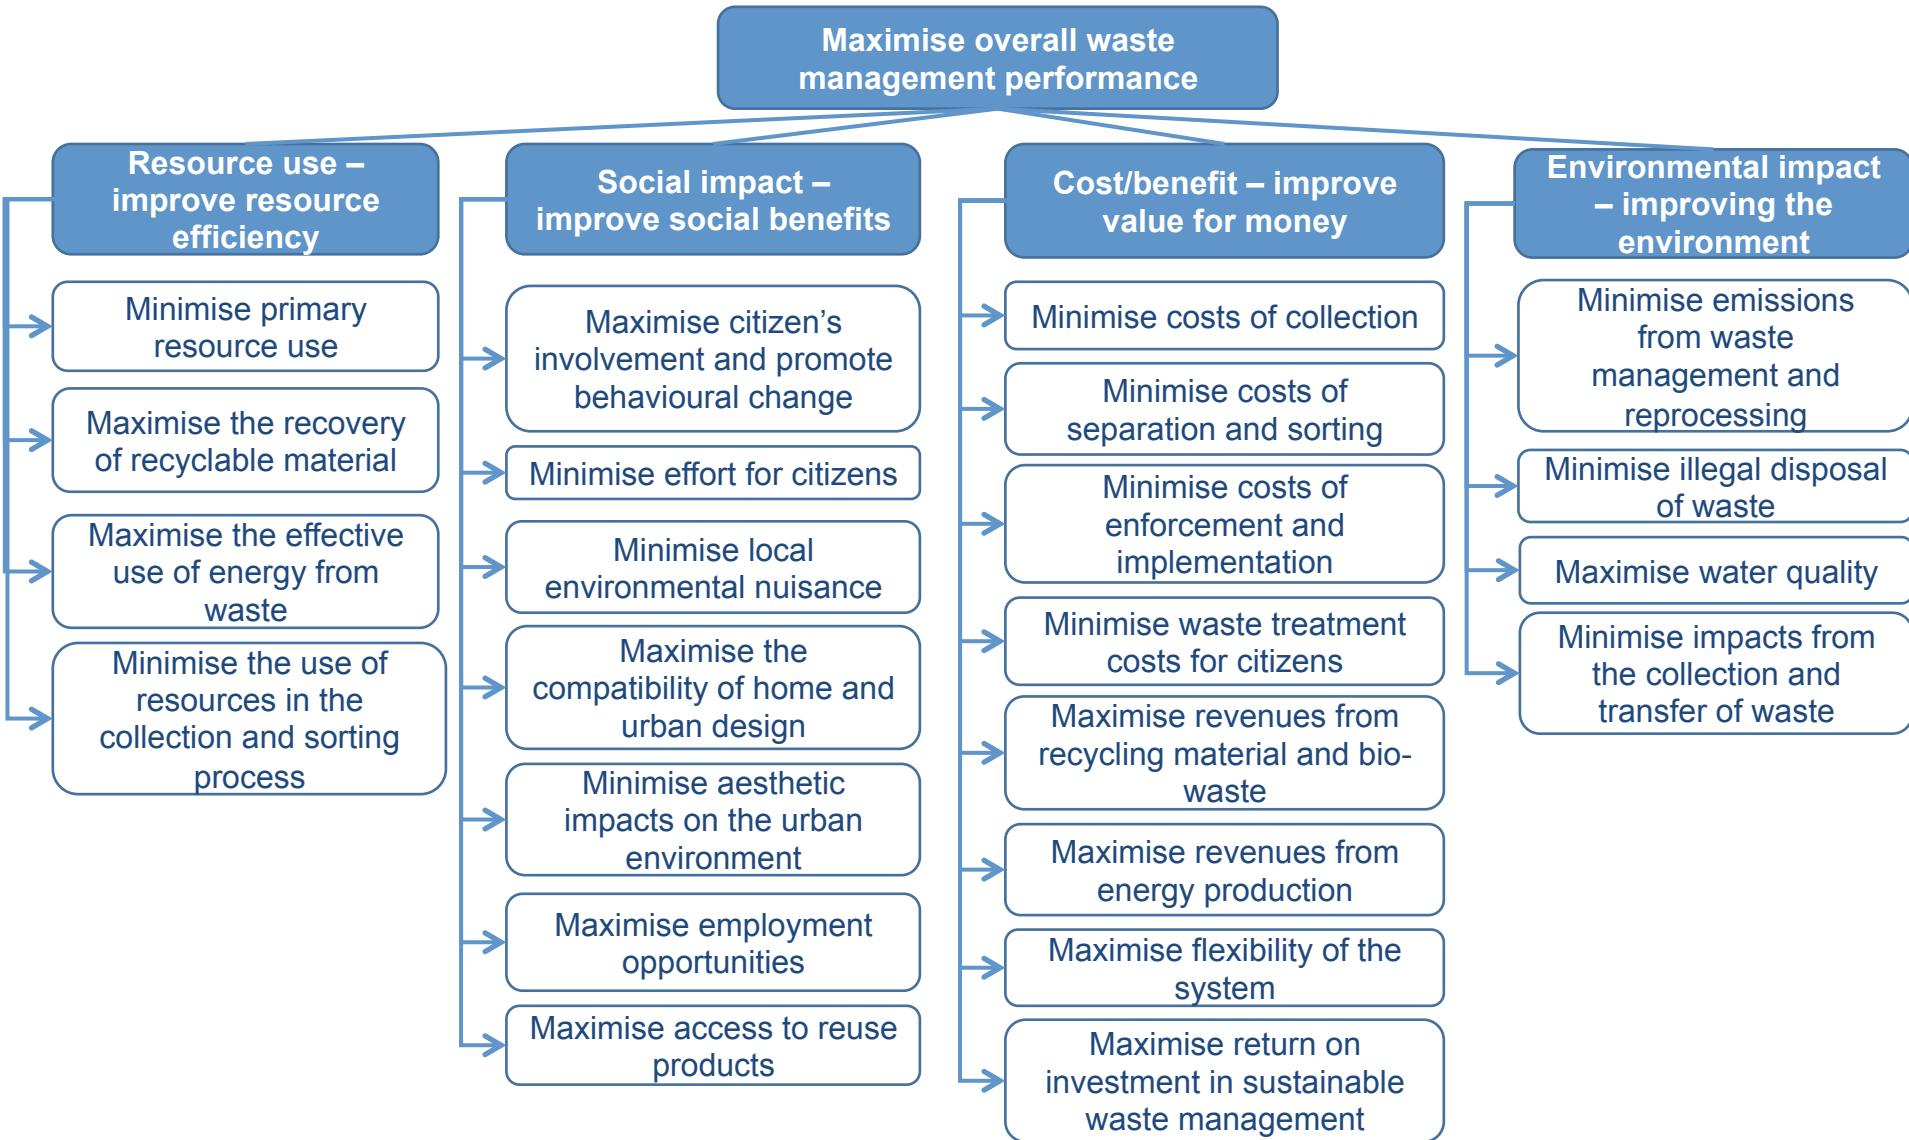 Maximise overall waste
management performance
Resource use –
improve resource
efficiency
Minimise primary
resource use
Maximise the recovery
of recyclable material
Maximise the effective
use of energy from
waste
Minimise the use of
resources in the
collection and sorting
process
Social impact –
improve social benefits
Maximise citizen’s
involvement and promote
behavioural change
Minimise effort for citizens
Minimise local
environmental nuisance
Maximise the
compatibility of home and
urban design
Minimise aesthetic
impacts on the urban
environment
Maximise employment
opportunities
Maximise access to reuse
products
Cost/benefit – improve
value for money
Minimise costs of collection
Minimise costs of
separation and sorting
Minimise costs of
enforcement and
implementation
Minimise waste treatment
costs for citizens
Maximise revenues from
recycling material and bio-
waste
Maximise revenues from
energy production
Maximise flexibility of the
system
Maximise return on
investment in sustainable
waste management
Environmental impact
– improving the
environment
Minimise emissions
from waste
management and
reprocessing
Minimise illegal disposal
of waste
Maximise water quality
Minimise impacts from
the collection and
transfer of waste